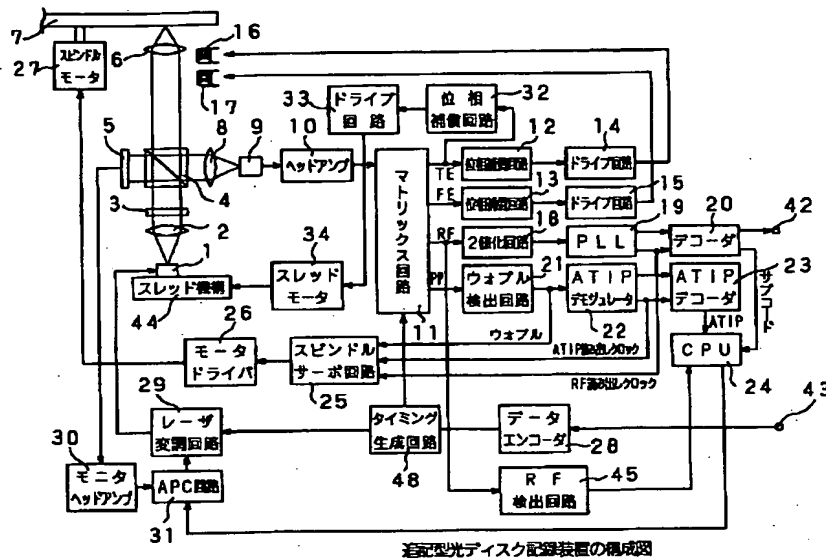 7
6
16
27
スピンドル
モータ
17
33
ドライブ
回路
位相
補償回路
32
5
8
9
10
ヘッドアンプ
4
12
位相補償回路
14
ドライブ回路
TE
13
位相補償回路
15
ドライブ回路
FE
3
2
マトリックス回路
11
RF
18
2値化回路
19
PLL
20
デコーダ
42
34
スレッド
モータ
1
スレッド機構
44
PP
21
ウォブル
検出回路
ATIP
デモジュレータ
22
ATIP
デコーダ
23
サブコード
ウォブル
ATIP読み出しクロック
ATIP
26
モータ
ドライバ
スピンドル
サーボ回路
25
RF読み出しクロック
CPU
24
29
レーザ
変調回路
タイミング
生成回路
48
データ
エンコーダ
28
43
30
モニタ
ヘッドアンプ
APC回路
31
RF
検出回路
45
追記型光ディスク記録装置の構成図